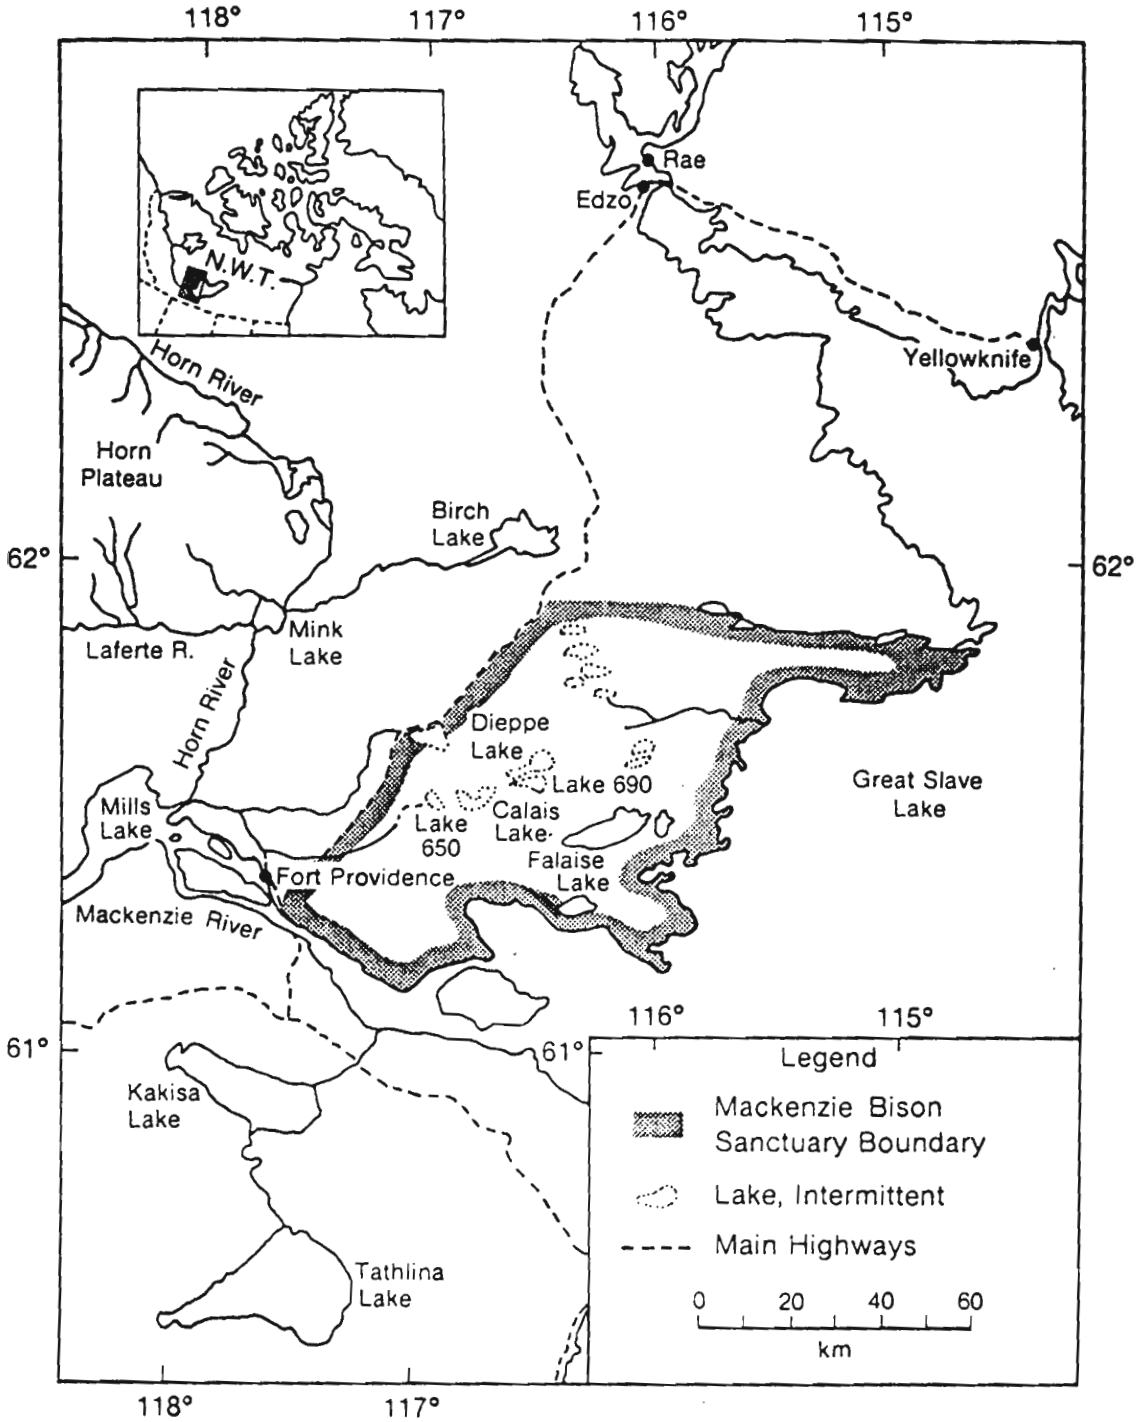 118°
117°
116°
115°
Rae
Edzo
N.W.T.
Yellowknife
Horn River
Horn
Plateau
Birch
Lake
62°
62°
Mink
Lake
Laferte R.
Horn River
Dieppe
Lake
Lake 690
Great Slave
Lake
Mills
Lake
Calais
Lake
Lake
650
Falaise
Lake
Fort Providence
Mackenzie River
116°
115°
61°
61°
Legend
Kakisa
Lake
Mackenzie Bison
Sanctuary Boundary
Lake, Intermittent
Main Highways
Tathlina
Lake
0 20 40 60
km
118°
117°